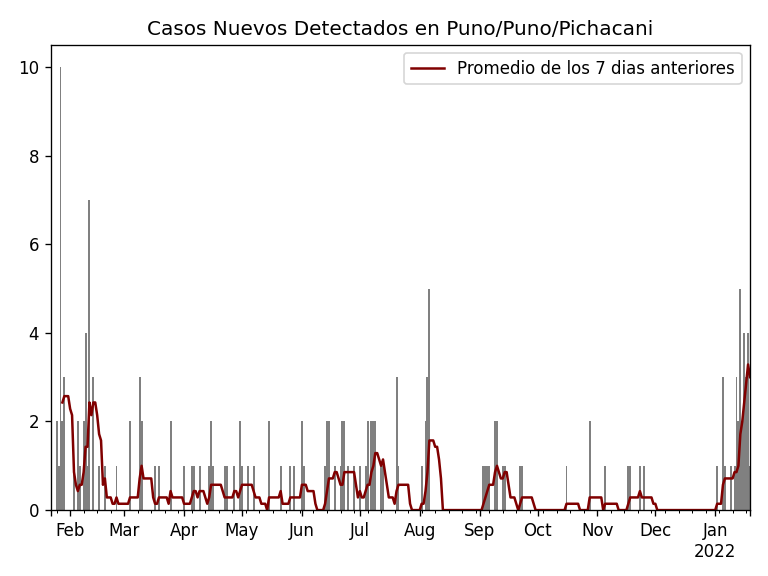 Casos Nuevos Detectados en Puno/Puno/Pichacani
Promedio de los 7 dias anteriores
10
8
6
4
2
0
Feb Mar Apr May Jun Jul Aug Sep Oct Nov Dec Jan
2022